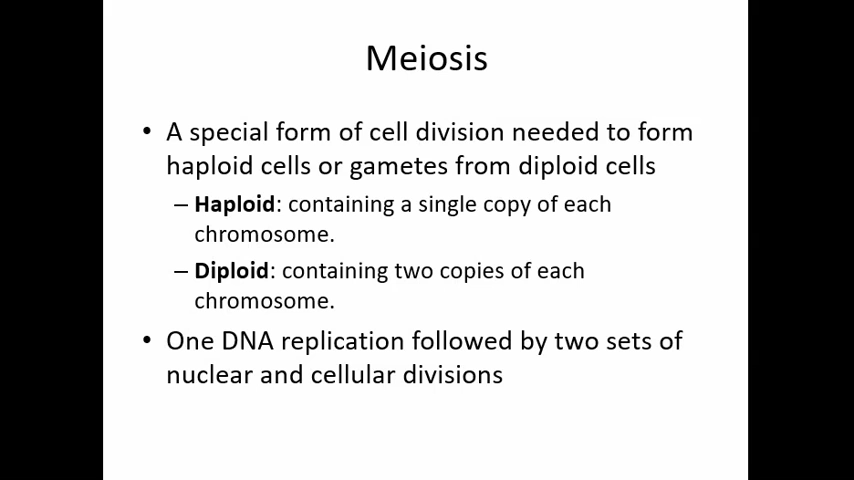 Meiosis
• A special form of cell division needed to form
haploid cells or gametes from diploid cells
– Haploid: containing a single copy of each
chromosome.
– Diploid: containing two copies of each
chromosome.
• One DNA replication followed by two sets of
nuclear and cellular divisions